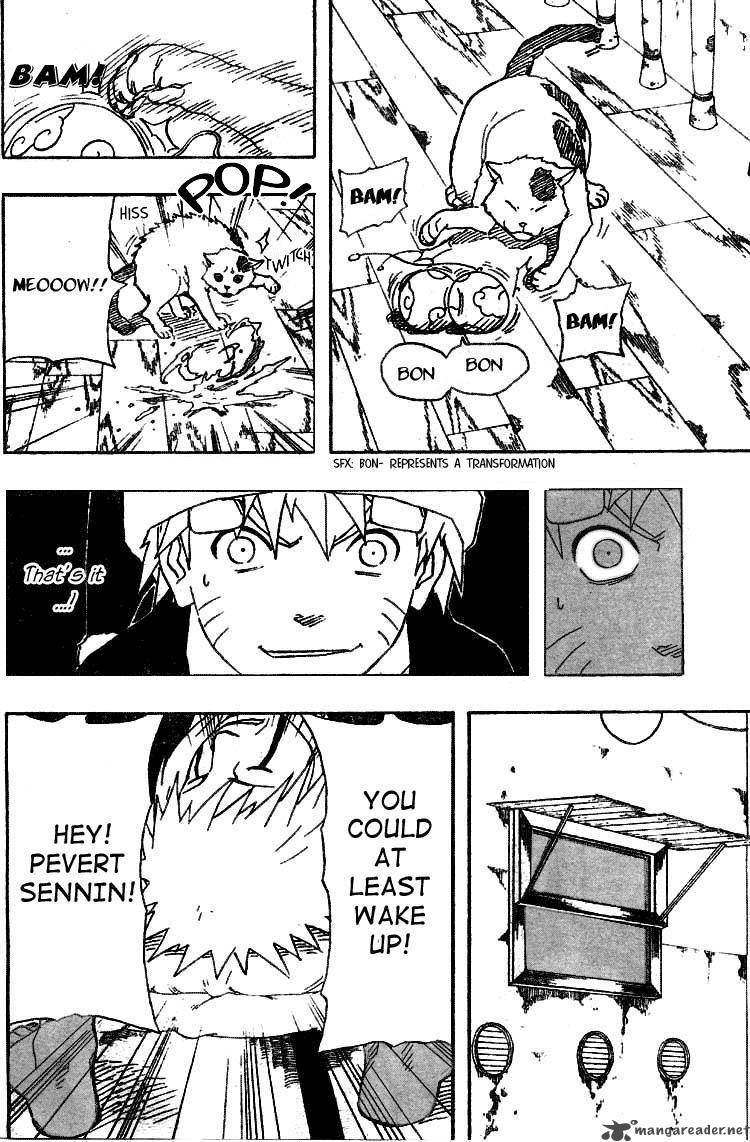 BAM!
BAM!
BON
BON
BAM!
SFX: BON- REPRESENTS A TRANSFORMATION
POP!
HISS
TWITCH
MEOOOW!!
...
That's it
...!
YOU
COULD
AT
LEAST
WAKE
UP!
HEY!
PEVERT
SENNIN!
mangareader.net